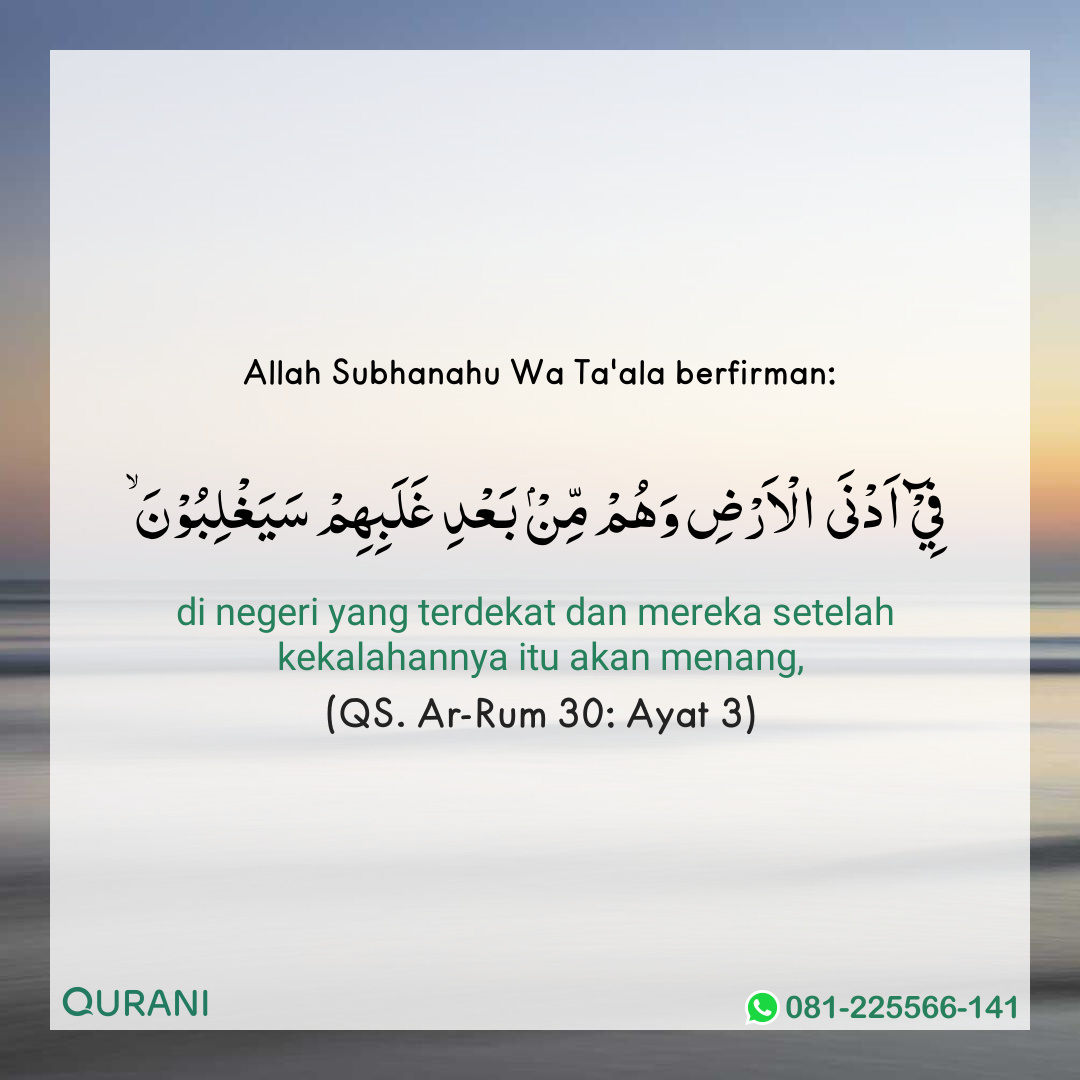 Allah Subhanahu Wa Ta'ala berfirman:
فِيْٓ اَدْنَى الْاَرْضِ وَهُمْ مِّنْۢ بَعْدِ غَلَبِهِمْ سَيَغْلِبُوْنَۙ
di negeri yang terdekat dan mereka setelah
kekalahannya itu akan menang,
(QS. Ar-Rum 30: Ayat 3)
QURANI
081-225566-141